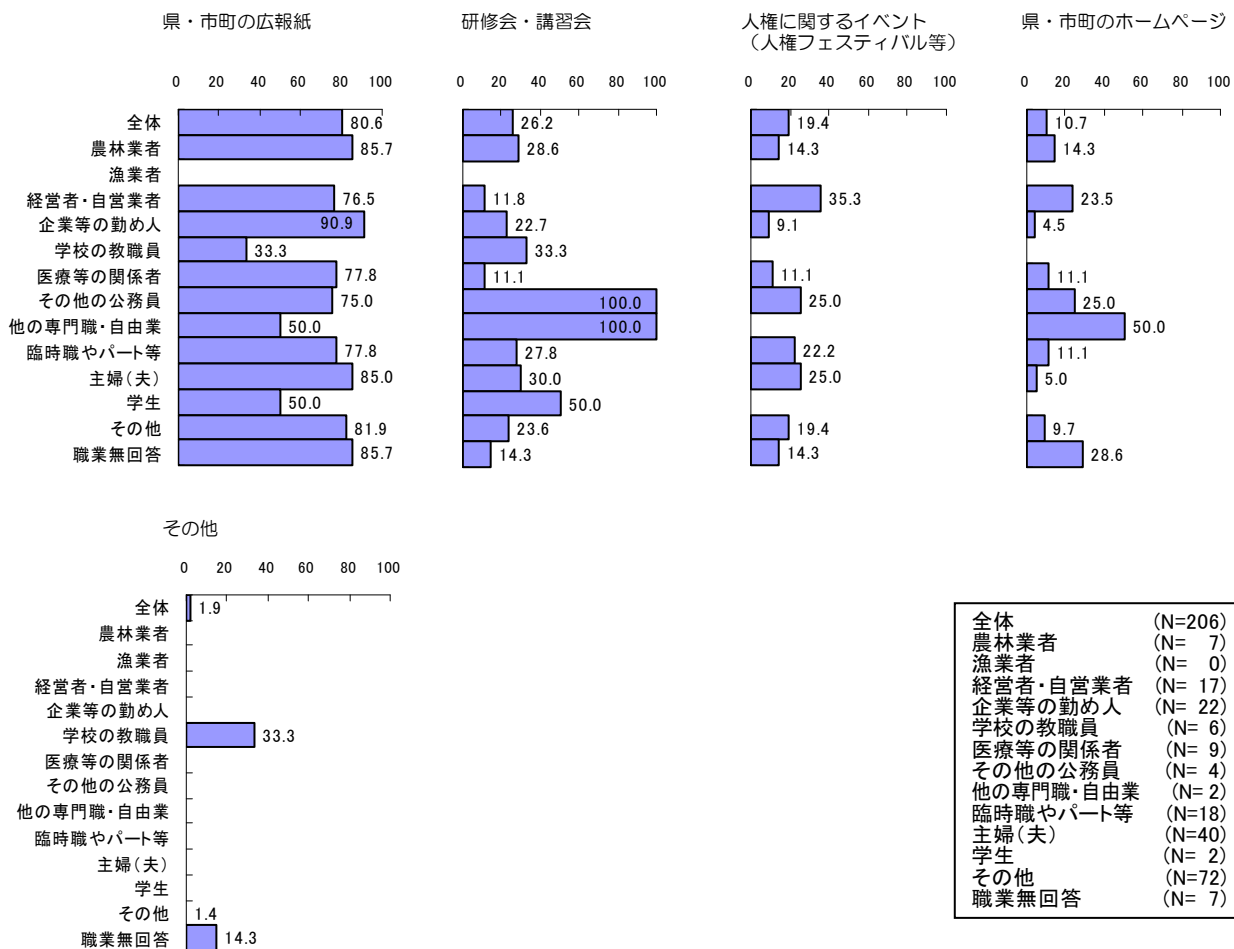 県・市町の広報紙
研修会・講習会
人権に関するイベント
（人権フェスティバル等）
県・市町のホームページ
0 20 40 60 80 100
0 20 40 60 80 100
0 20 40 60 80 100
0 20 40 60 80 100
全体 80.6 26.2 19.4 10.7
農林業者 85.7 28.6 14.3 14.3
漁業者
経営者・自営業者 76.5 11.8 35.3 23.5
企業等の勤め人 90.9 22.7 9.1 4.5
学校の教職員 33.3 33.3
医療等の関係者 77.8 11.1 11.1 11.1
その他の公務員 75.0 100.0 25.0 25.0
他の専門職・自由業 50.0 100.0 50.0
臨時職やパート等 77.8 27.8 22.2 11.1
主婦(夫) 85.0 30.0 25.0 5.0
学生 50.0 50.0
その他 81.9 23.6 19.4 9.7
職業無回答 85.7 14.3 14.3 28.6
その他
0 20 40 60 80 100
全体 1.9
農林業者
漁業者
経営者・自営業者
企業等の勤め人
学校の教職員 33.3
医療等の関係者
その他の公務員
他の専門職・自由業
臨時職やパート等
主婦(夫)
学生
その他 1.4
職業無回答 14.3
全体 (N=206)
農林業者 (N= 7)
漁業者 (N= 0)
経営者・自営業者 (N= 17)
企業等の勤め人 (N= 22)
学校の教職員 (N= 6)
医療等の関係者 (N= 9)
その他の公務員 (N= 4)
他の専門職・自由業 (N= 2)
臨時職やパート等 (N=18)
主婦(夫) (N=40)
学生 (N= 2)
その他 (N=72)
職業無回答 (N= 7)